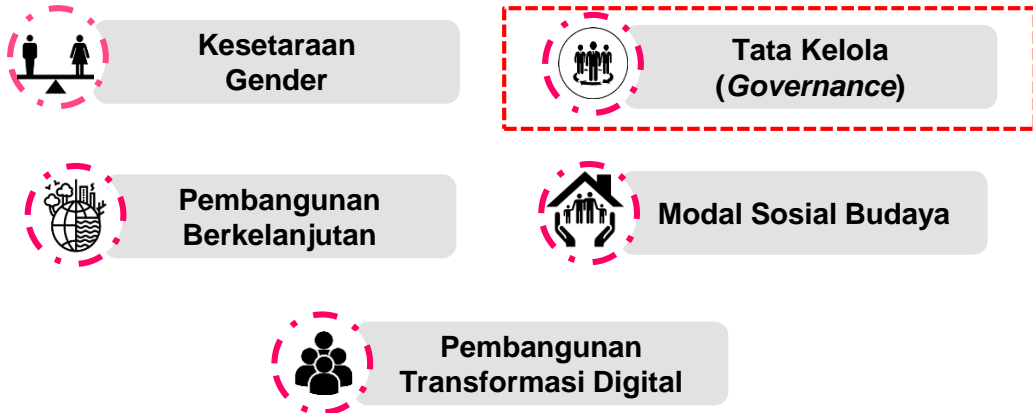 Kesetaraan
Gender
Tata Kelola
(Governance)
Pembangunan
Berkelanjutan
Modal Sosial Budaya
Pembangunan
Transformasi Digital